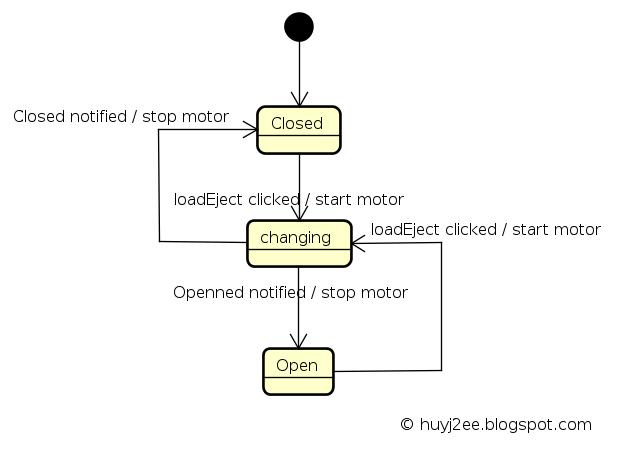 Closed notified / stop motor
Closed
loadEject clicked / start motor
changing
loadEject clicked / start motor
Openned notified / stop motor
Open
© huyj2ee.blogspot.com